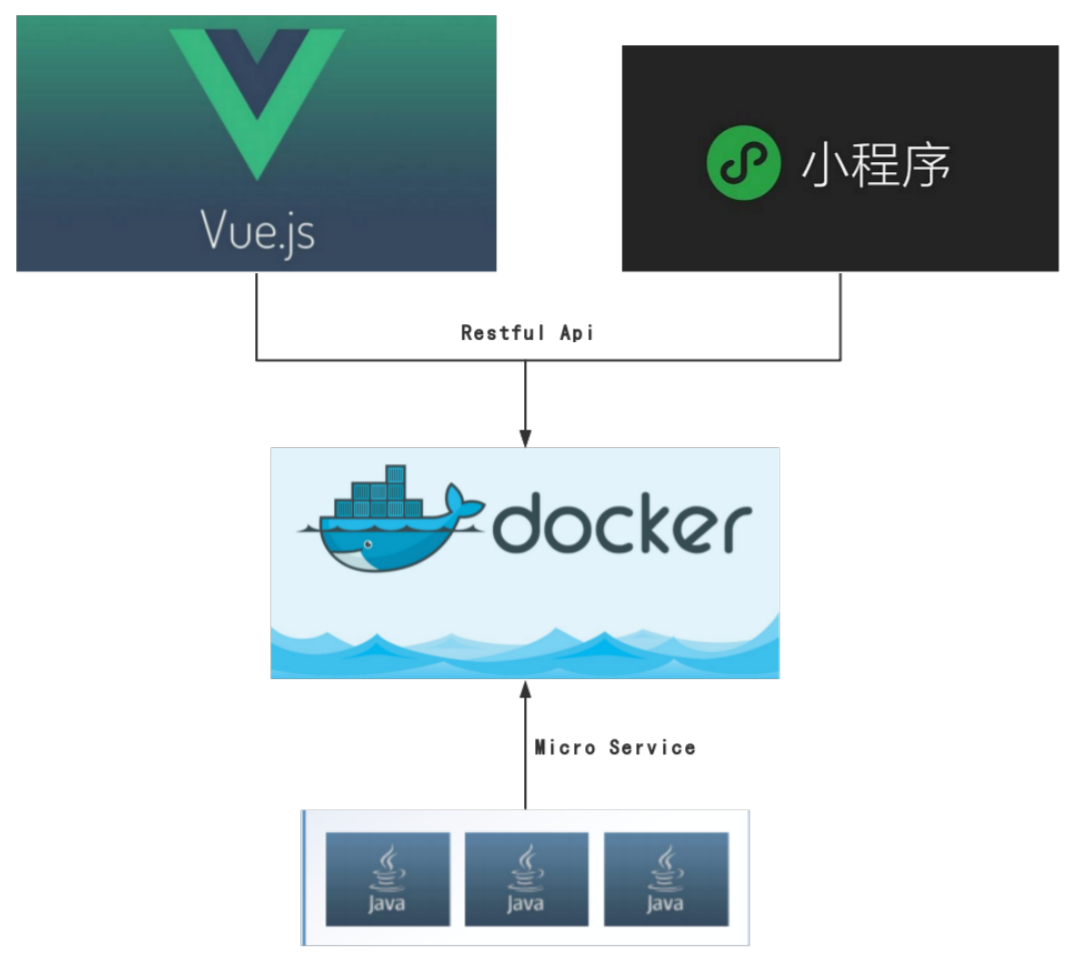 Vue.js
小程序
Restful Api
docker
Micro Service
Java Java Java